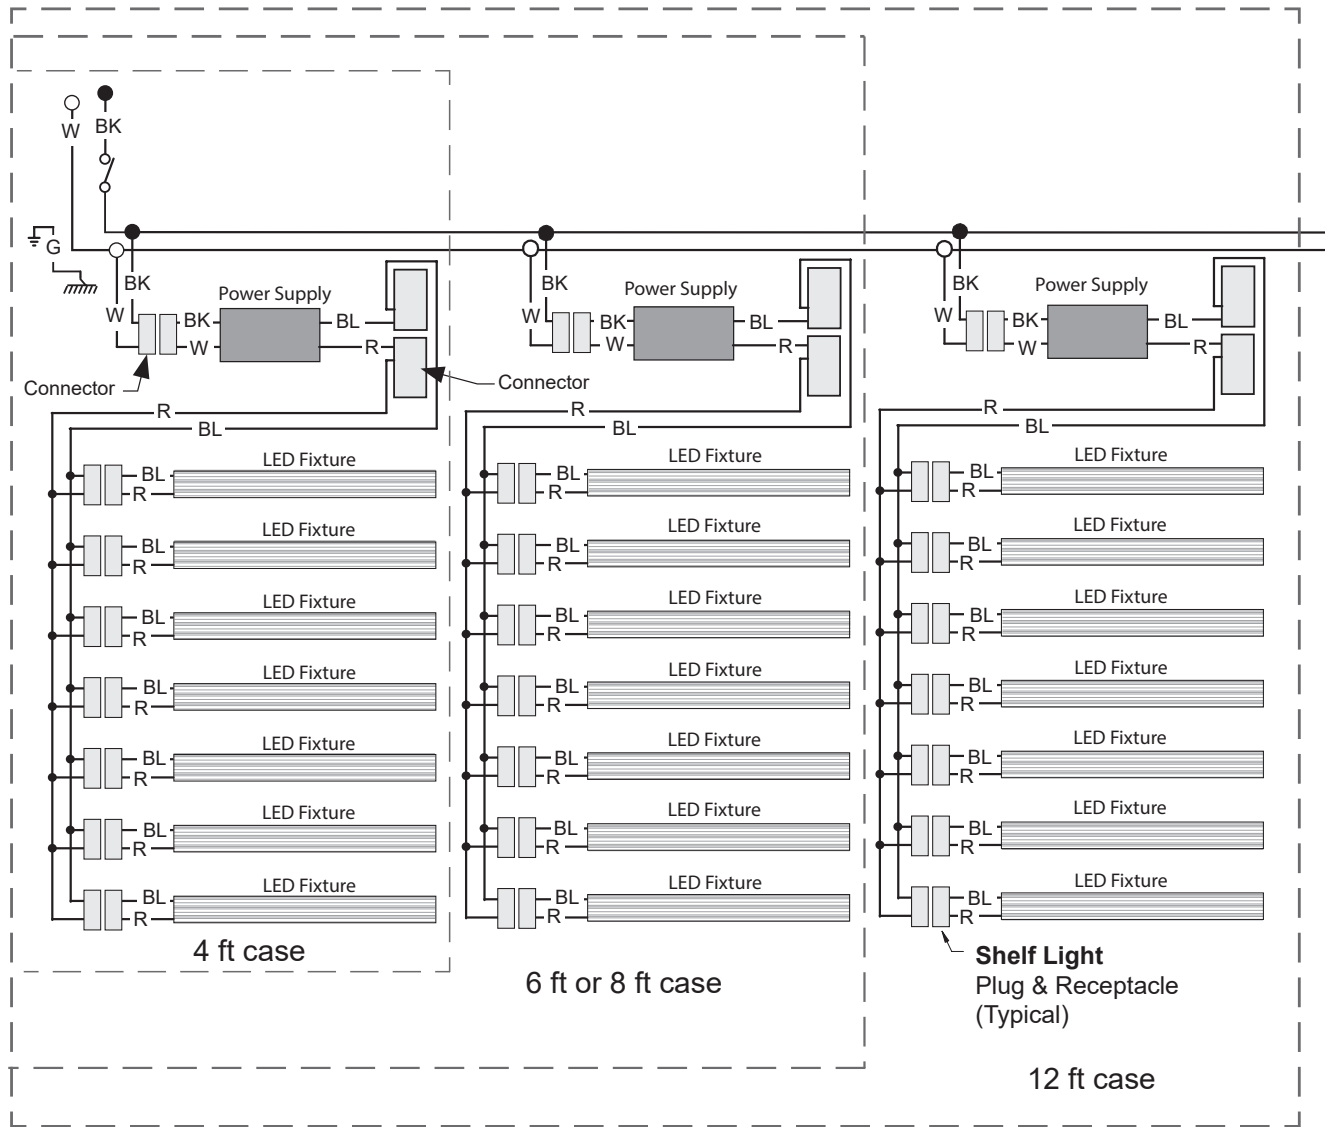 W
BK
G
BK
W
Power Supply
BK
W
BL
R
Connector
Connector
R
BL
LED Fixture
BL
R
LED Fixture
BL
R
LED Fixture
BL
R
LED Fixture
BL
R
LED Fixture
BL
R
LED Fixture
BL
R
LED Fixture
BL
R
4 ft case
BK
W
Power Supply
BK
W
BL
R
R
BL
LED Fixture
BL
R
LED Fixture
BL
R
LED Fixture
BL
R
LED Fixture
BL
R
LED Fixture
BL
R
LED Fixture
BL
R
LED Fixture
BL
R
6 ft or 8 ft case
BK
W
Power Supply
BK
W
BL
R
R
BL
LED Fixture
BL
R
LED Fixture
BL
R
LED Fixture
BL
R
LED Fixture
BL
R
LED Fixture
BL
R
LED Fixture
BL
R
LED Fixture
BL
R
Shelf Light
Plug & Receptacle
(Typical)
12 ft case